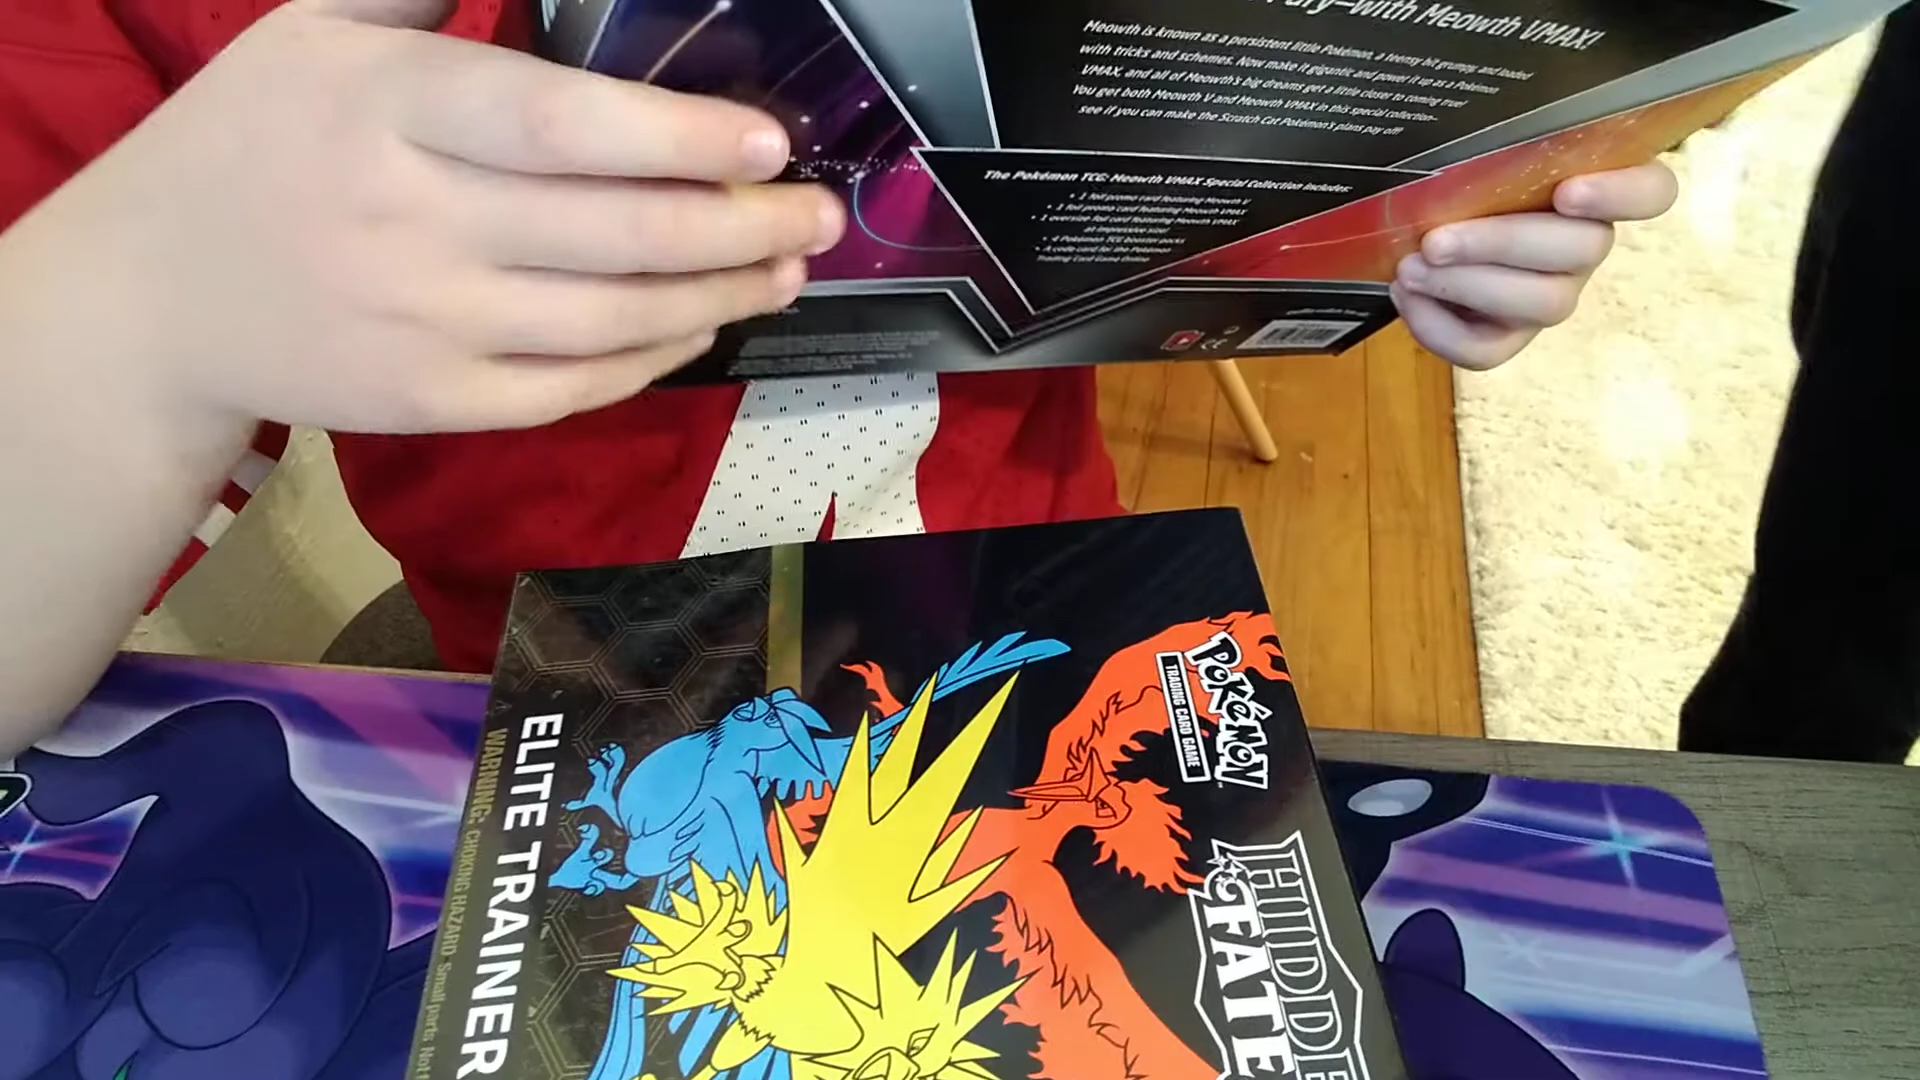 ury—with Meowth VMAX!
Meowth is known as a persistent little Pokémon, a teensy bit grumpy, and loaded
with tricks and schemes. Now make it gigantic and power it up as a Pokémon
VMAX, and all of Meowth's big dreams get a little closer to coming true!
You get both Meowth V and Meowth VMAX in this special collection—
see if you can make the Scratch Cat Pokémon's plans pay off!
The Pokémon TCG: Meowth VMAX Special Collection includes:
• 1 foil promo card featuring Meowth V
• 1 foil promo card featuring Meowth VMAX
• 1 oversize foil card featuring Meowth VMAX
• 4 Pokémon TCG booster packs
• A code card for the Pokémon
Trading Card Game Online
CE
POKéMON
TRADING CARD GAME
HIDDE
FATE
ELITE TRAINER
WARNING: CHOKING HAZARD. Small parts. Not